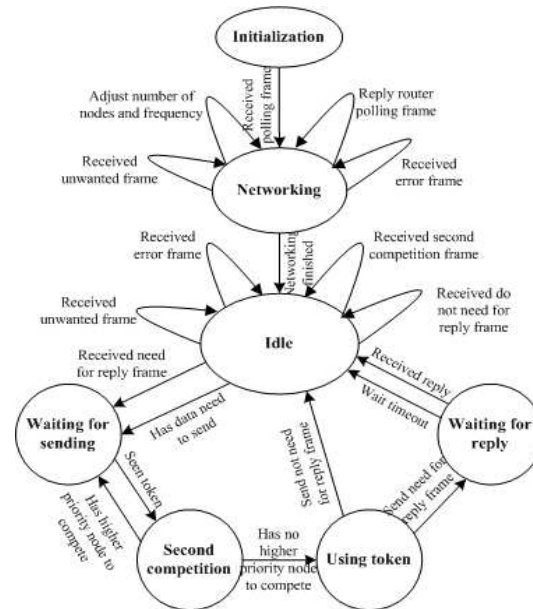 Initialization
Received
polling frame
Adjust number of
nodes and frequency
Reply router
polling frame
Received
unwanted frame
Received
error frame
Networking
Networking
finished
Received
error frame
Received second
competition frame
Received
unwanted frame
Received do
not need for
reply frame
Idle
Received need
for reply frame
Has data need
to send
Received reply
Wait timeout
Waiting for
sending
Waiting for
reply
Seen token
Has higher
priority node to
compete
Send not need
for reply frame
Send need for
reply frame
Second
competition
Has no
higher
priority node
to compete
Using token